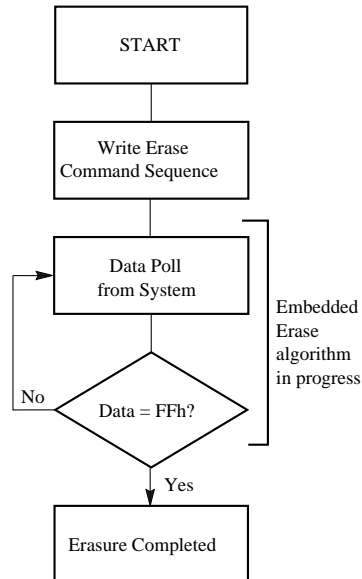 START
Write Erase
Command Sequence
Data Poll
from System
Embedded
Erase
algorithm
in progress
No
Data = FFh?
Yes
Erasure Completed